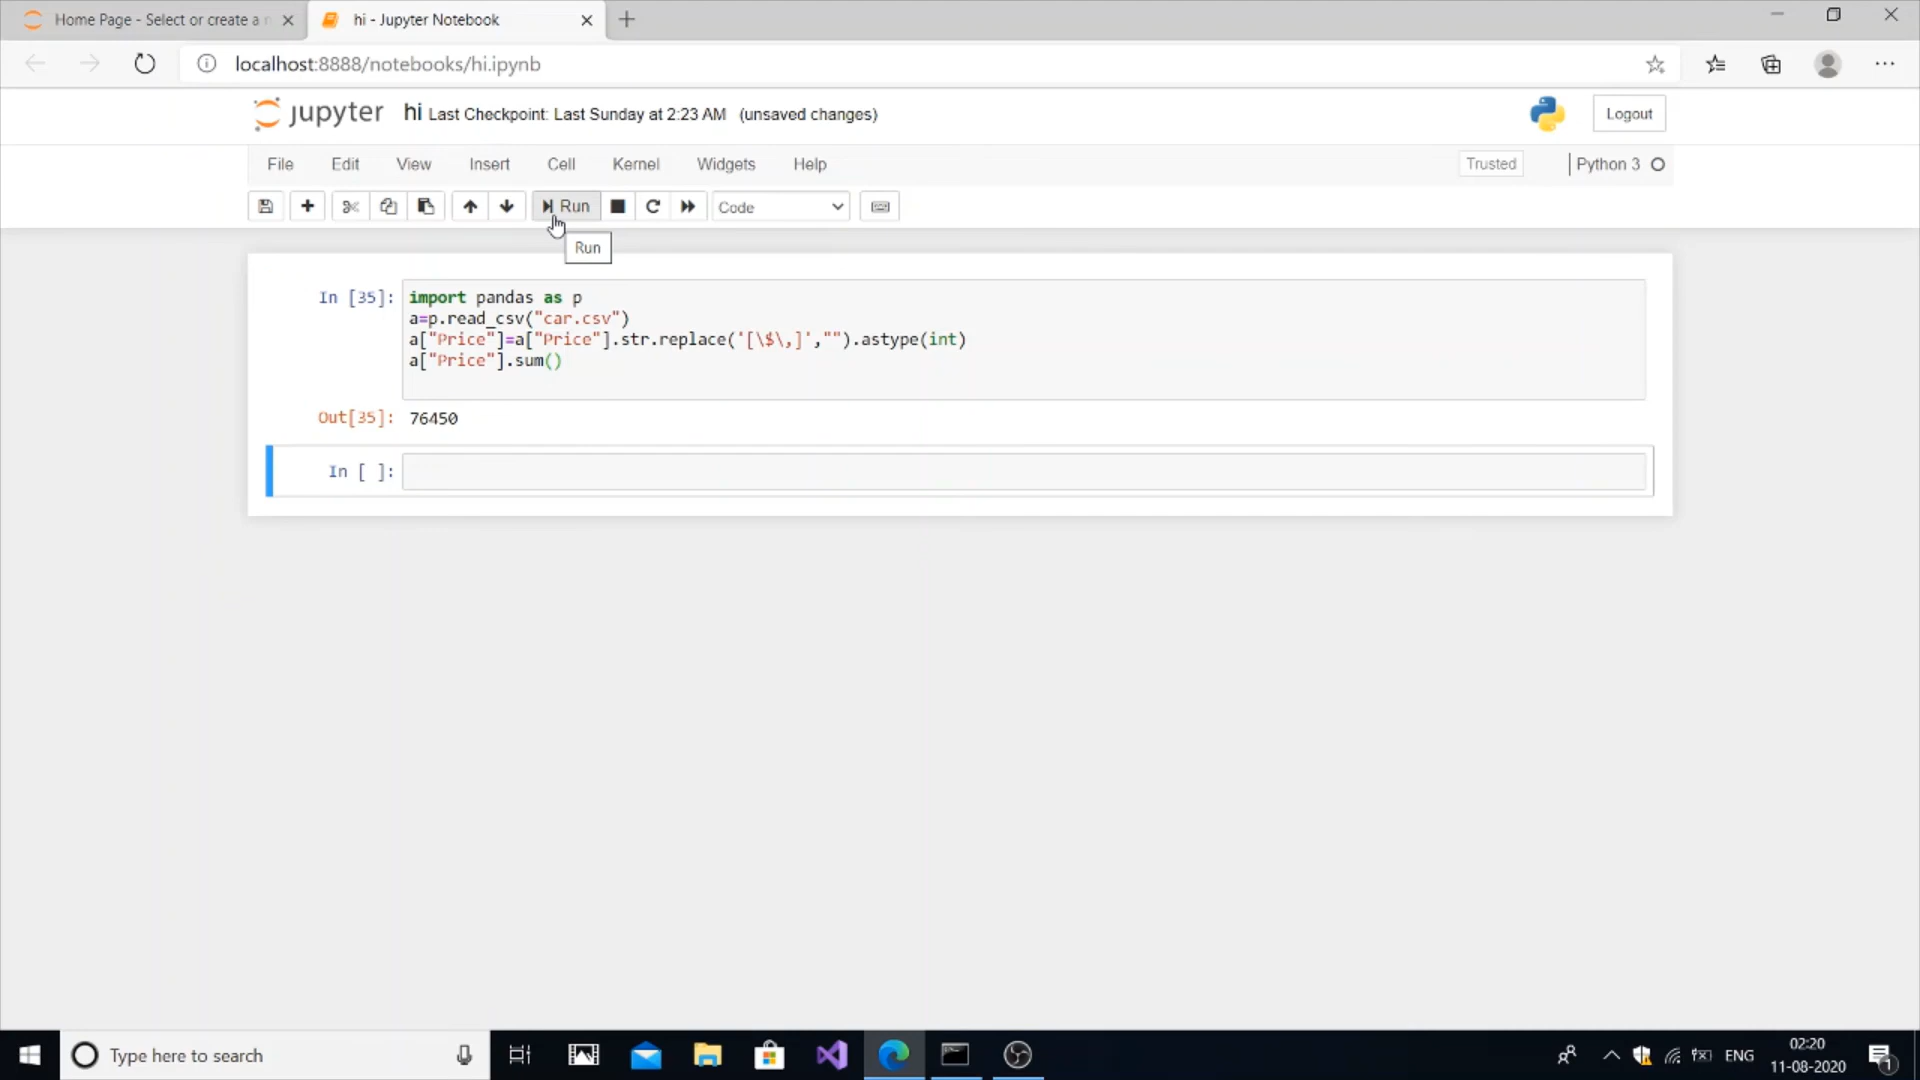 Home Page - Select or create a n
hi - Jupyter Notebook
localhost:8888/notebooks/hi.ipynb
jupyter hi Last Checkpoint: Last Sunday at 2:23 AM (unsaved changes)
Logout
File Edit View Insert Cell Kernel Widgets Help
Trusted
Python 3
Run
Code
Run
In [35]:
import pandas as p
a=p.read_csv("car.csv")
a["Price"]=a["Price"].str.replace('[\$\,]',"").astype(int)
a["Price"].sum()
Out[35]: 76450
In [ ]:
Type here to search
ENG
02:20
11-08-2020
1